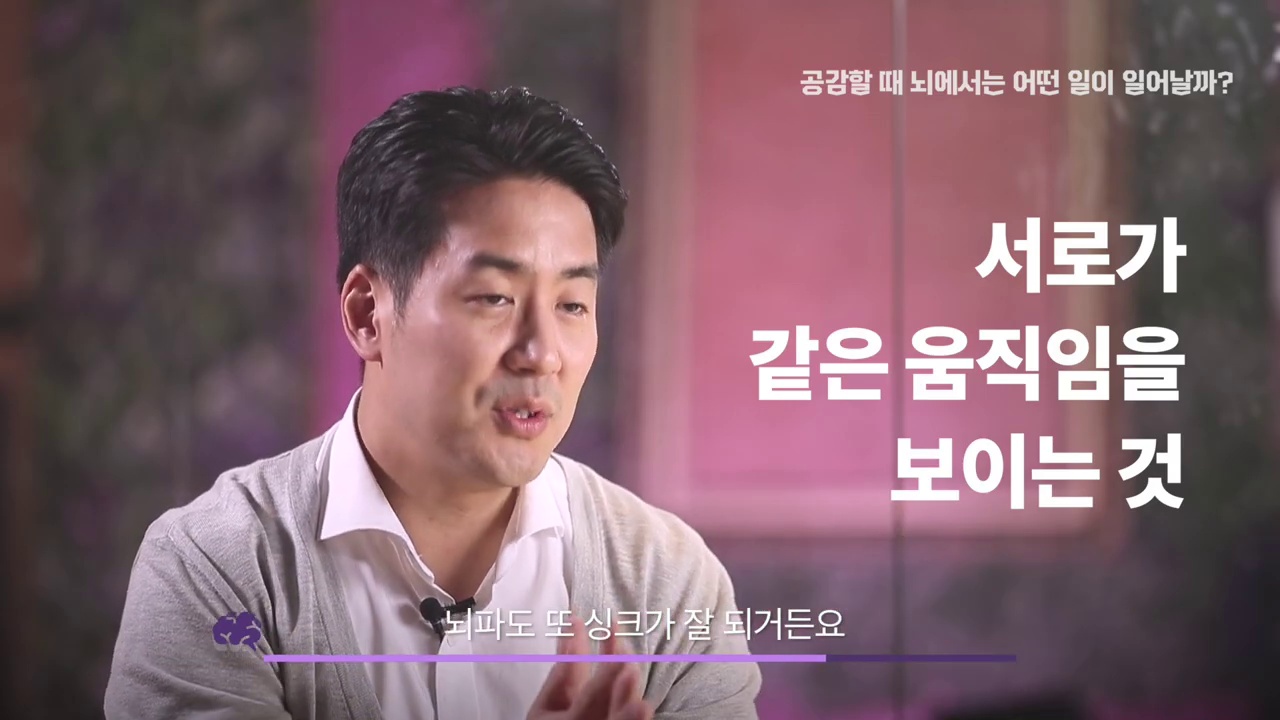 공감할 때 뇌에서는 어떤 일이 일어날까?
서로가
같은 움직임을
보이는 것
뇌파도 또 싱크가 잘 되거든요